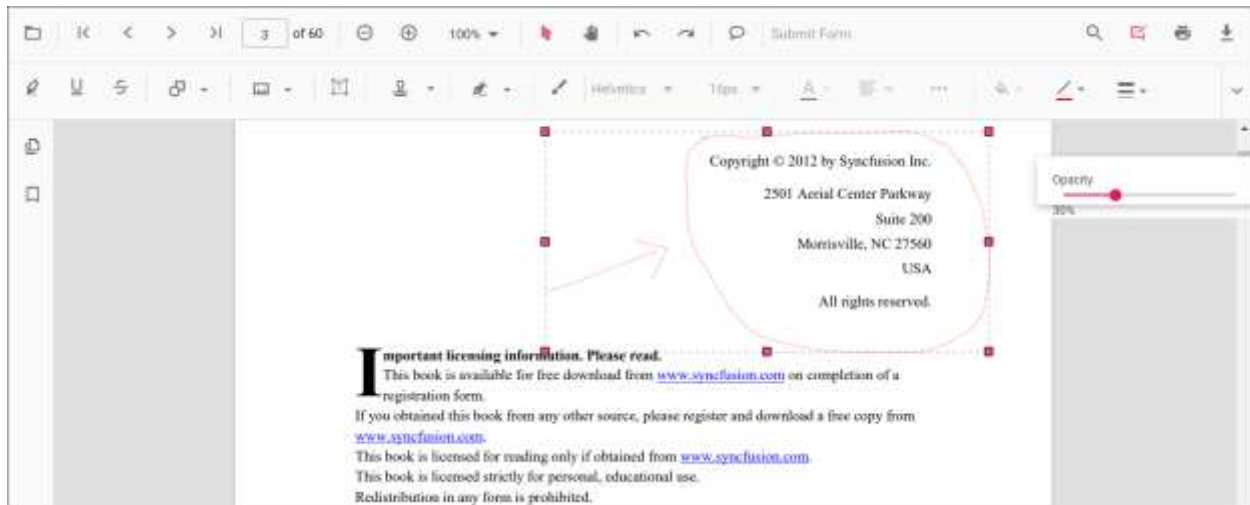 3 of 60 100% Submit Form
Helvetica 16px A
Opacity
30%
Copyright © 2012 by Syncfusion Inc.
2501 Aerial Center Parkway
Suite 200
Morrisville, NC 27560
USA
All rights reserved.
Important licensing information. Please read.
This book is available for free download from www.syncfusion.com on completion of a
registration form.
If you obtained this book from any other source, please register and download a free copy from
www.syncfusion.com.
This book is licensed for reading only if obtained from www.syncfusion.com.
This book is licensed strictly for personal, educational use.
Redistribution in any form is prohibited.